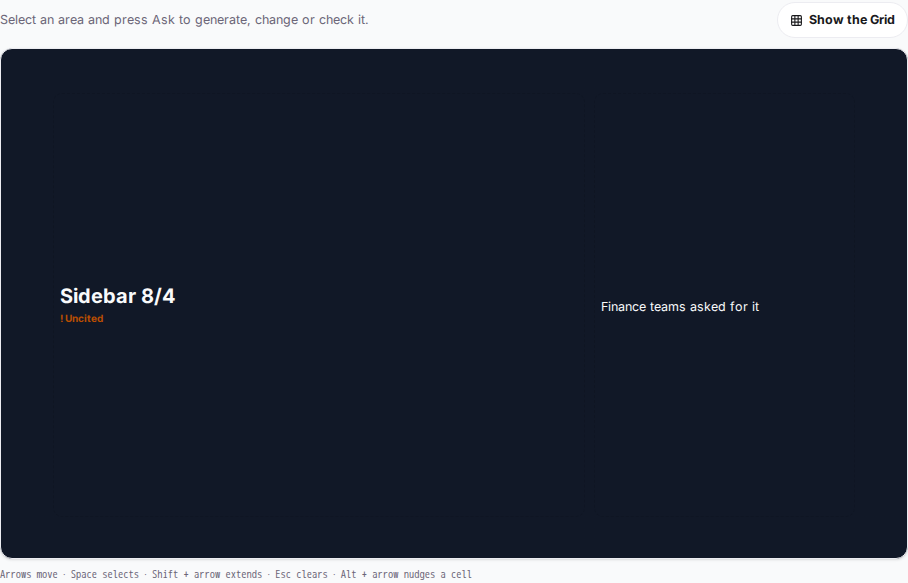 Select an area and press Ask to generate, change or check it.
Show the Grid
Sidebar 8/4
! Uncited
Finance teams asked for it
Arrows move · Space selects · Shift + arrow extends · Esc clears · Alt + arrow nudges a cell